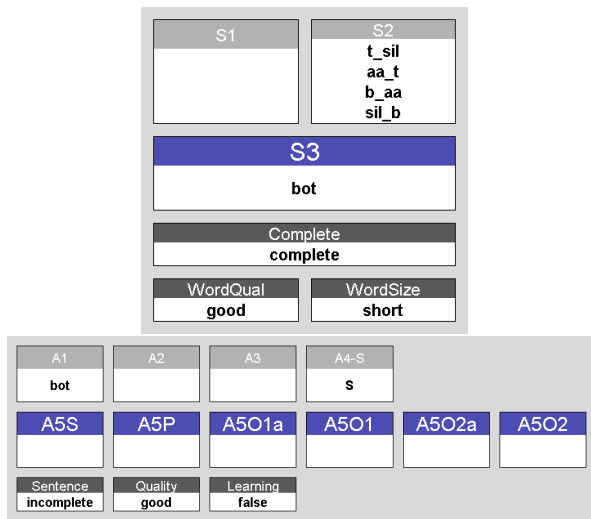 S1 S2
t_sil
aa_t
b_aa
sil_b
S3
bot
Complete
complete
WordQual WordSize
good short
A1 A2 A3 A4-S
bot S
A5S A5P A5O1a A5O1 A5O2a A5O2
Sentence Quality Learning
incomplete good false